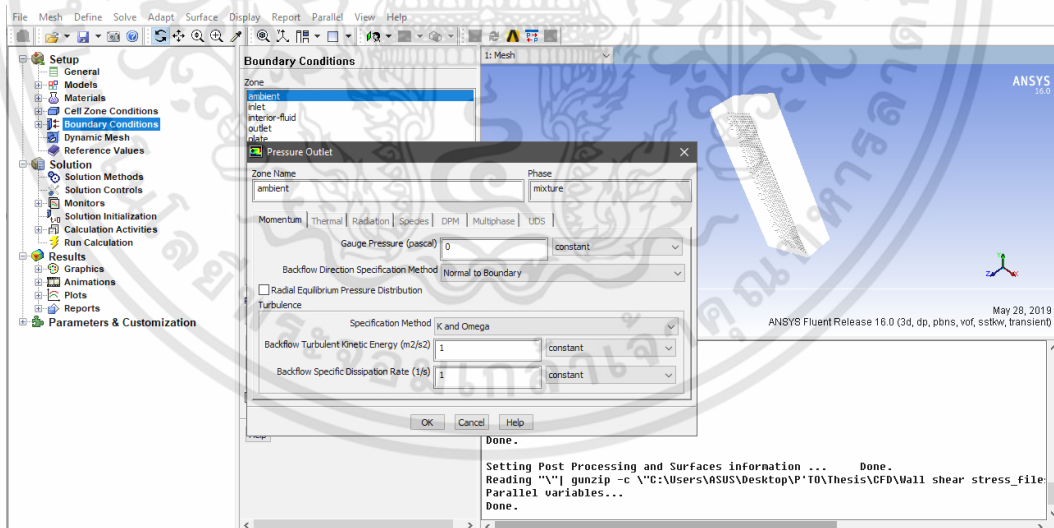 File Mesh Define Solve Adapt Surface Display Report Parallel View Help
Setup
General
Models
Materials
Cell Zone Conditions
Boundary Conditions
Dynamic Mesh
Reference Values
Solution
Solution Methods
Solution Controls
Monitors
Solution Initialization
Calculation Activities
Run Calculation
Results
Graphics
Animations
Plots
Reports
Parameters & Customization
Boundary Conditions
Zone
ambient
inlet
interior-fluid
outlet
plate
Pressure Outlet
Zone Name
Phase
ambient
mixture
Momentum Thermal Radiation Species DPM Multiphase UDS
Gauge Pressure (pascal) 0 constant
Backflow Direction Specification Method Normal to Boundary
Radial Equilibrium Pressure Distribution
Turbulence
Specification Method K and Omega
Backflow Turbulent Kinetic Energy (m2/s2) 1 constant
Backflow Specific Dissipation Rate (1/s) 1 constant
OK Cancel Help
1: Mesh
ANSYS
16.0
May 28, 2019
ANSYS Fluent Release 16.0 (3d, dp, pbns, vof, sstkw, transient)
Done.
Setting Post Processing and Surfaces information ... Done.
Reading "\"| gunzip -c \"C:\Users\ASUS\Desktop\P'TO\Thesis\CFD\Wall shear stress_file
Parallel variables...
Done.